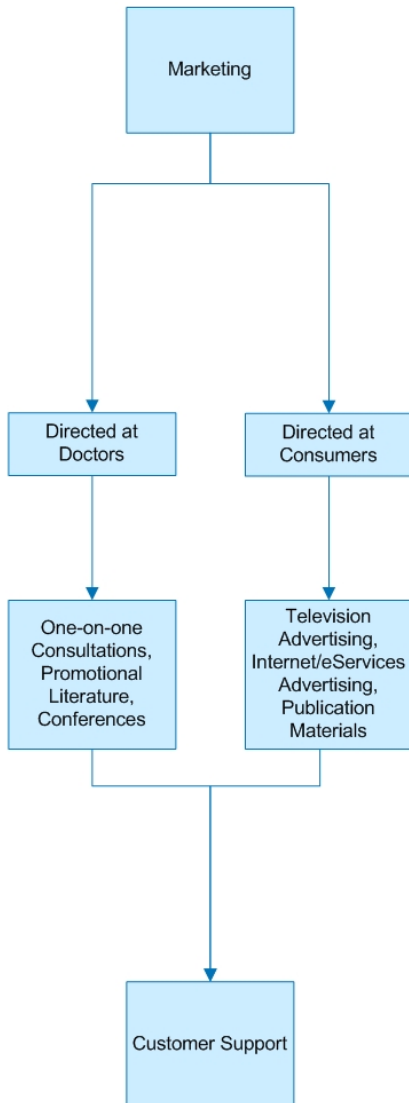 Marketing
Directed at
Doctors
Directed at
Consumers
One-on-one
Consultations,
Promotional
Literature,
Conferences
Television
Advertising,
Internet/eServices
Advertising,
Publication
Materials
Customer Support